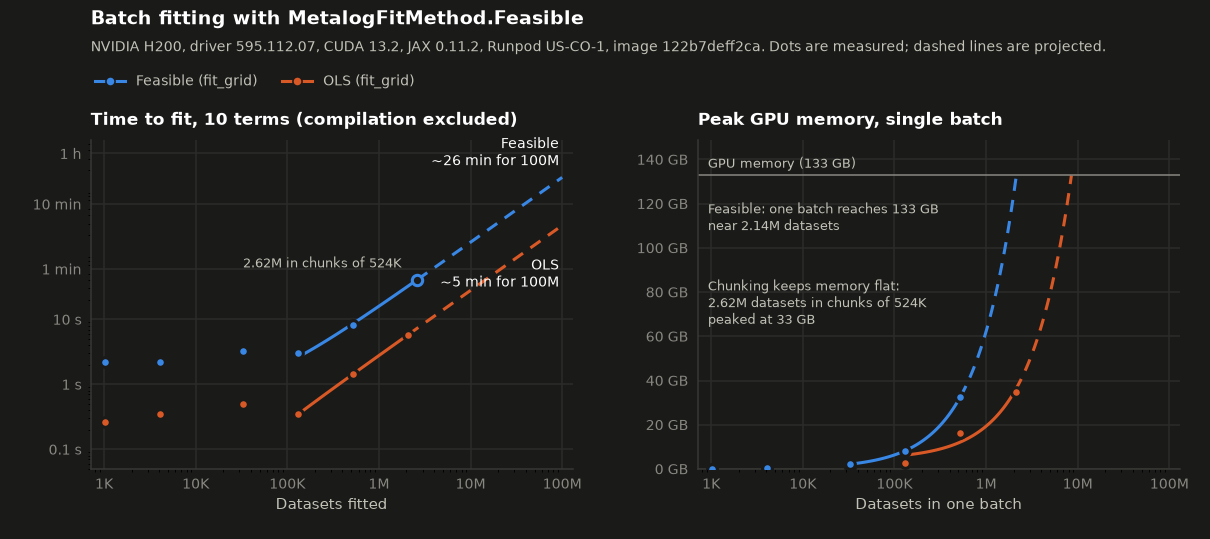 Batch fitting with MetalogFitMethod.Feasible
NVIDIA H200, driver 595.112.07, CUDA 13.2, JAX 0.11.2, Runpod US-CO-1, image 122b7deff2ca. Dots are measured; dashed lines are projected.
Feasible (fit_grid)
OLS (fit_grid)
Time to fit, 10 terms (compilation excluded)
1 h
10 min
1 min
10 s
1 s
0.1 s
Feasible
~26 min for 100M
2.62M in chunks of 524K
OLS
~5 min for 100M
1K
10K
100K
1M
10M
100M
Datasets fitted
Peak GPU memory, single batch
140 GB
120 GB
100 GB
80 GB
60 GB
40 GB
20 GB
0 GB
GPU memory (133 GB)
Feasible: one batch reaches 133 GB
near 2.14M datasets
Chunking keeps memory flat:
2.62M datasets in chunks of 524K
peaked at 33 GB
1K
10K
100K
1M
10M
100M
Datasets in one batch